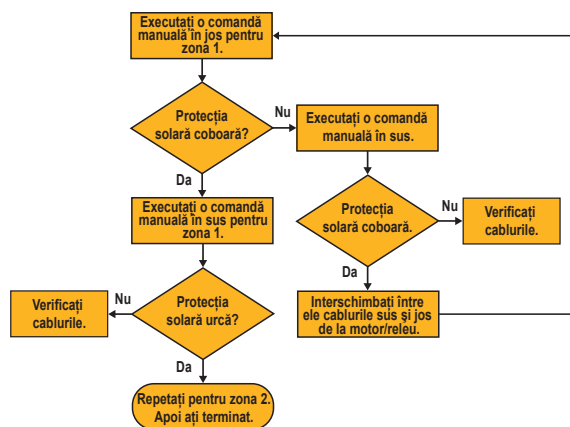 Executați o comandă
manuală în jos pentru
zona 1.
Protecția
solară coboară?
Nu
Executați o comandă
manuală în sus.
Da
Executați o comandă
manuală în sus pentru
zona 1.
Protecția
solară coboară.
Nu
Verificați
cablurile.
Da
Interschimbați între
ele cablurile sus și jos
de la motor/releu.
Protecția
solară urcă?
Nu
Verificați
cablurile.
Da
Repetați pentru zona 2.
Apoi ați terminat.